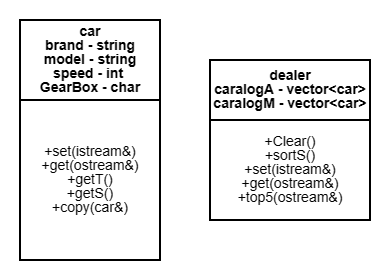 car
brand - string
model - string
speed - int
GearBox - char
+set(istream&)
+get(ostream&)
+getT()
+getS()
+copy(car&)
dealer
caralogA - vector<car>
caralogM - vector<car>
+Clear()
+sortS()
+set(istream&)
+get(ostream&)
+top5(ostream&)